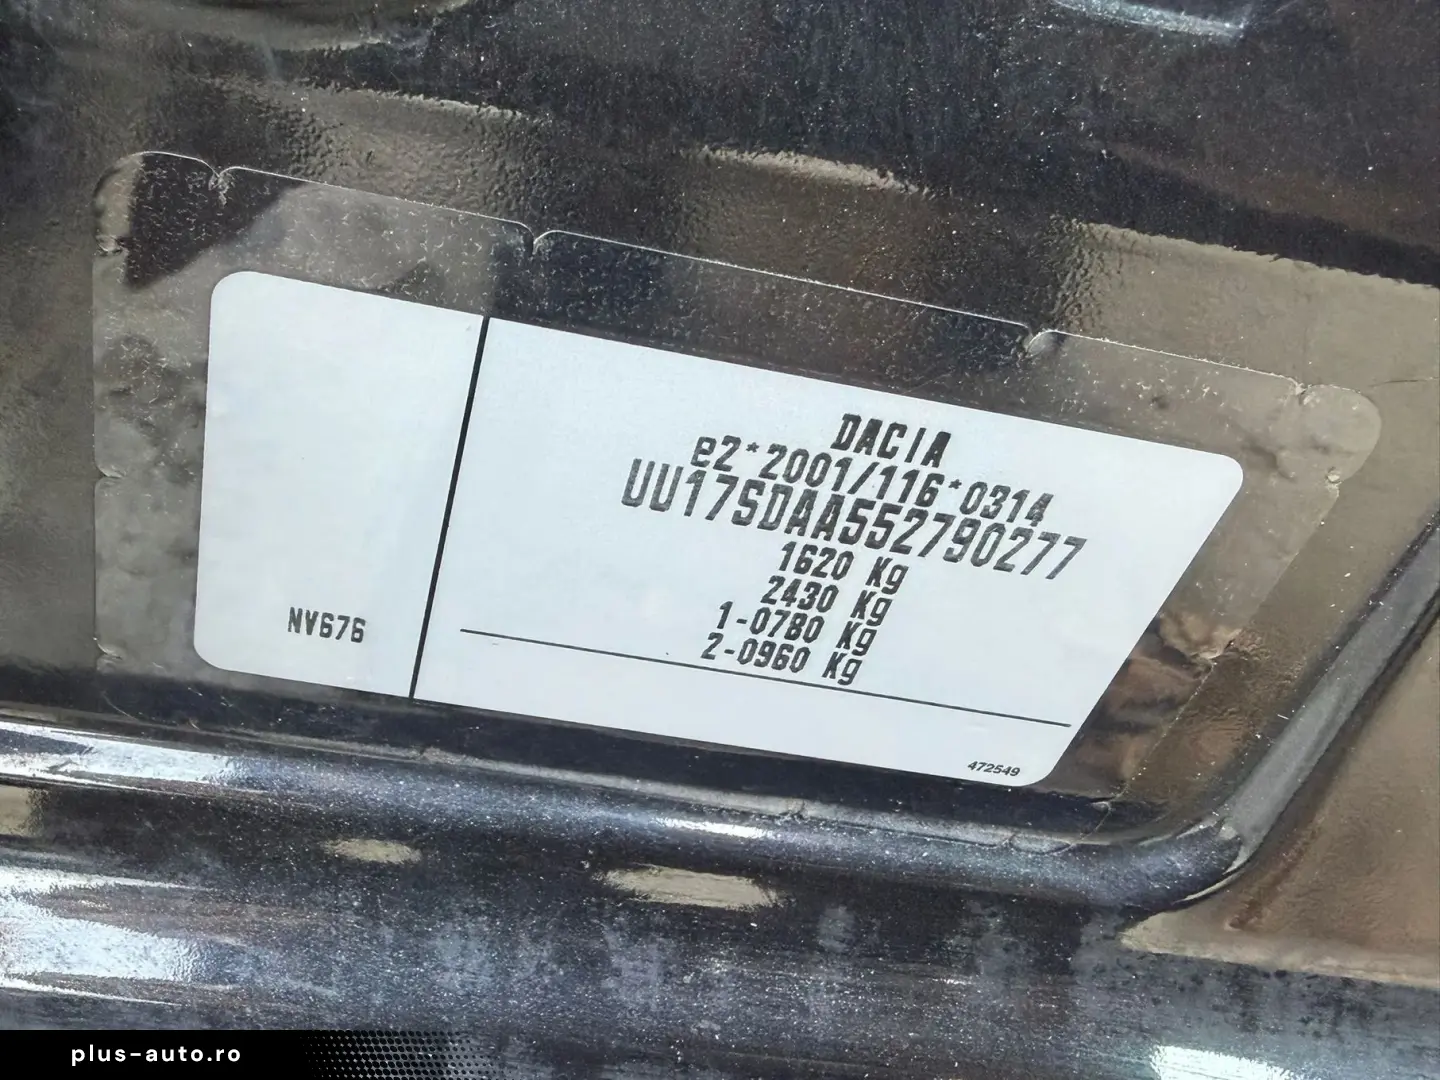 DACIA
e2*2001/116*0314
UU17SDAA552790277
1620 Kg
2430 Kg
1-0780 Kg
2-0960 Kg
NV676
472549
plus-auto.ro